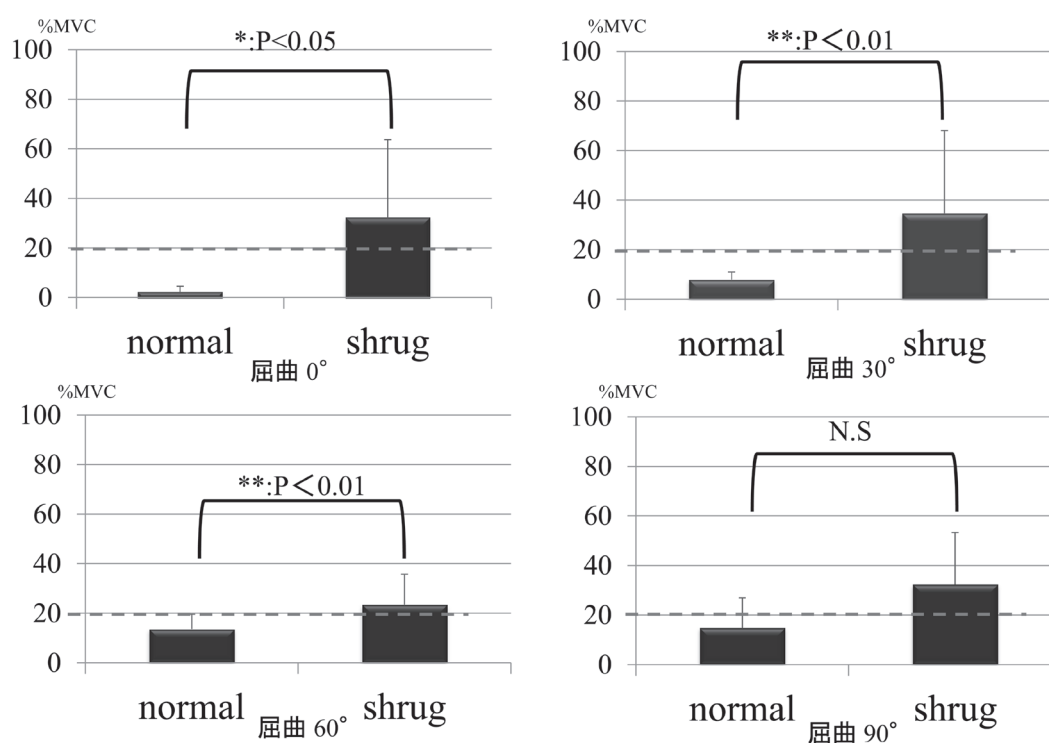 %MVC
*:P<0.05
100
80
60
40
20
0
normal
shrug
屈曲 0°
%MVC
**:P＜0.01
100
80
60
40
20
0
normal
shrug
屈曲 30°
%MVC
**:P＜0.01
100
80
60
40
20
0
normal
shrug
屈曲 60°
%MVC
N.S
100
80
60
40
20
0
normal
shrug
屈曲 90°